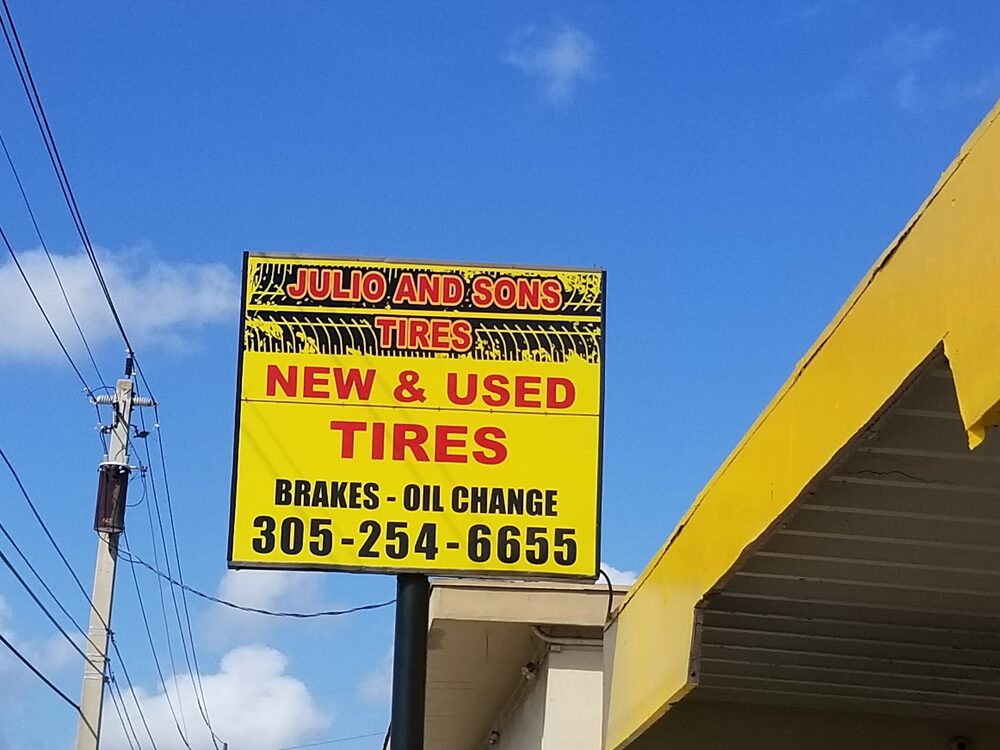 JULIO AND SONS
TIRES
NEW & USED
TIRES
BRAKES - OIL CHANGE
305-254-6655